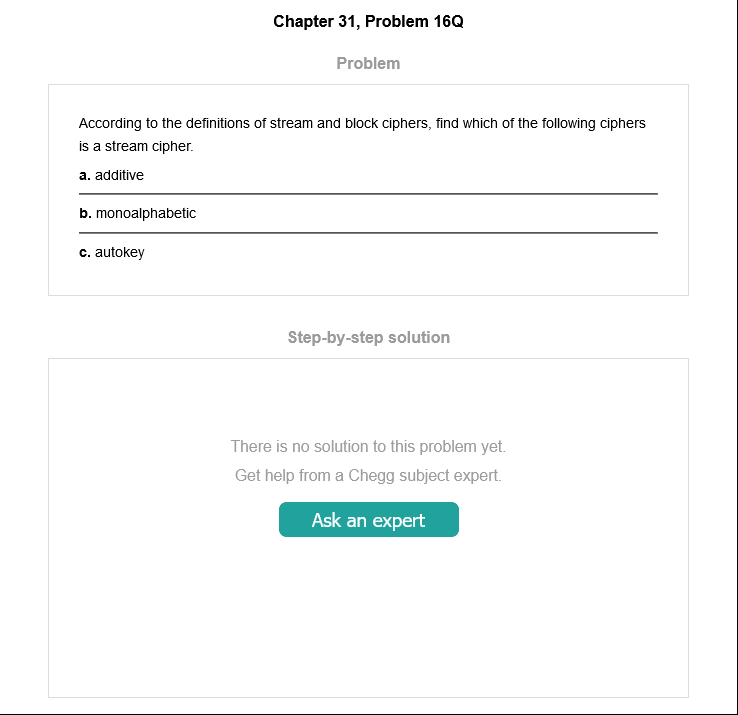 Chapter 31, Problem 16Q
Problem
According to the definitions of stream and block ciphers, find which of the following ciphers
is a stream cipher.
a. additive
b. monoalphabetic
c. autokey
Step-by-step solution
There is no solution to this problem yet.
Get help from a Chegg subject expert.
Ask an expert